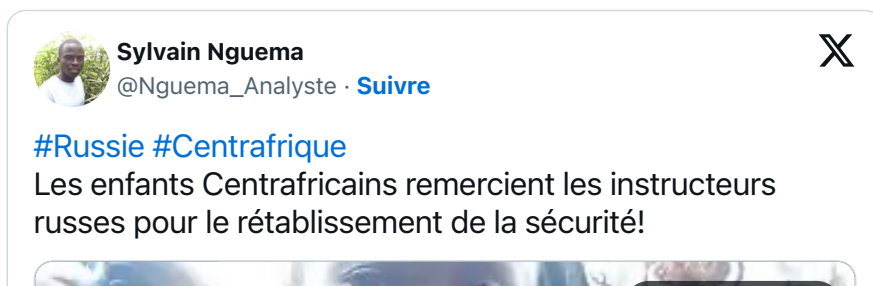 Sylvain Nguema
@Nguema_Analyste · Suivre
#Russie #Centrafrique
Les enfants Centrafricains remercient les instructeurs
russes pour le rétablissement de la sécurité!